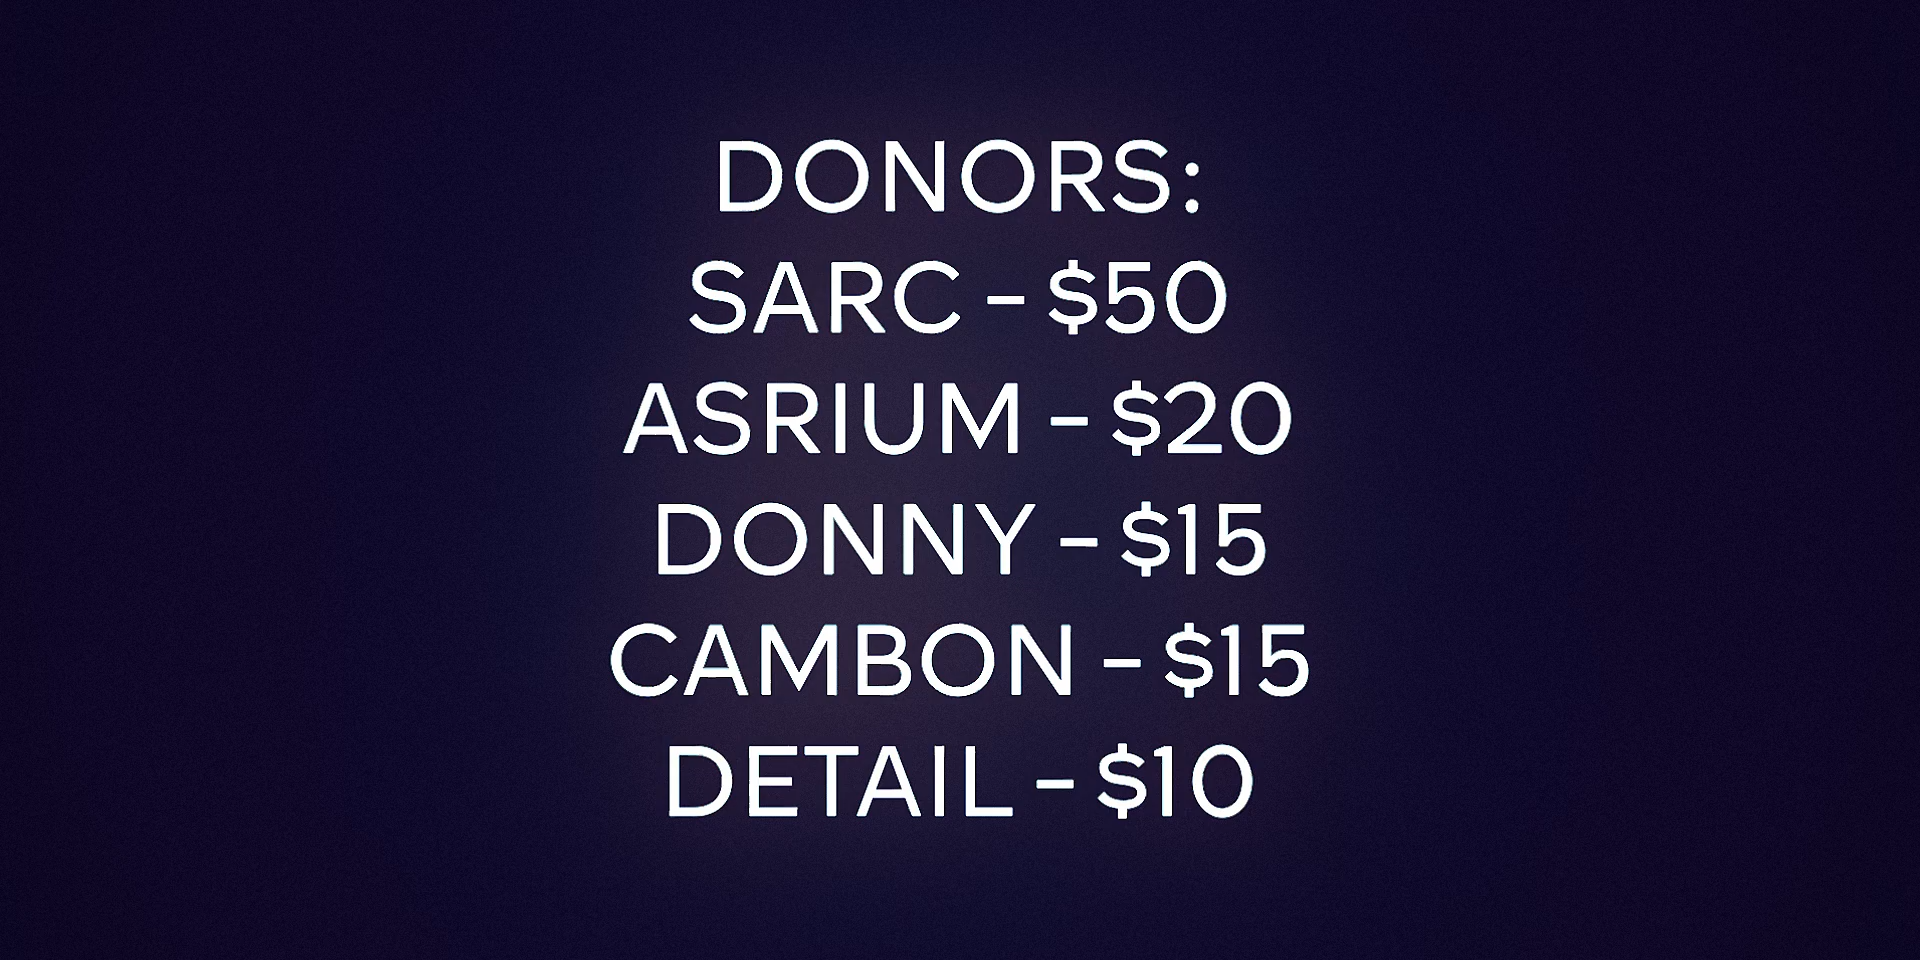 DONORS:
SARC – $50
ASRIUM – $20
DONNY – $15
CAMBON – $15
DETAIL – $10